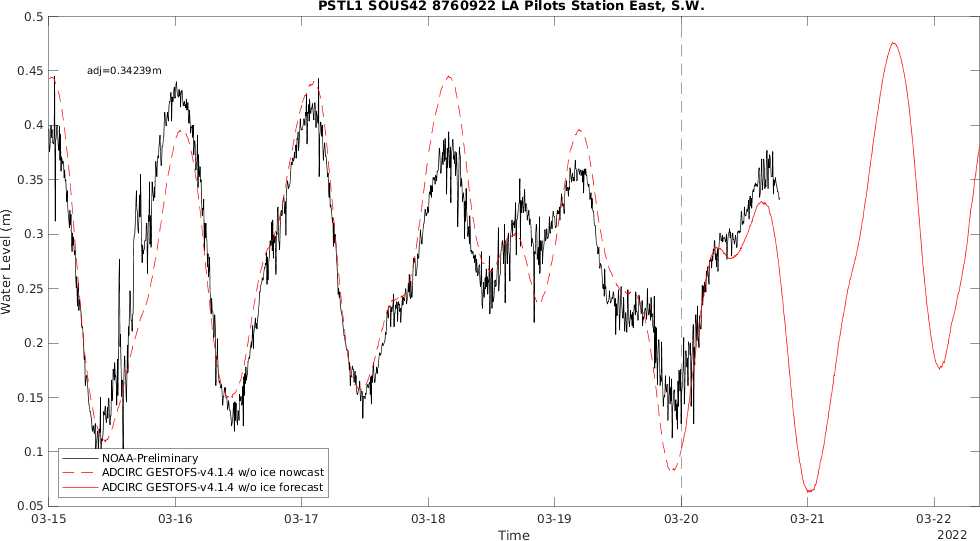 PSTL1 SOUS42 8760922 LA Pilots Station East, S.W.
0.5
0.45
0.4
0.35
0.3
0.25
0.2
0.15
0.1
0.05
Water Level (m)
adj=0.34239m
NOAA-Preliminary
ADCIRC GESTOFS-v4.1.4 w/o ice nowcast
ADCIRC GESTOFS-v4.1.4 w/o ice forecast
03-15 03-16 03-17 03-18 03-19 03-20 03-21 03-22
Time
2022